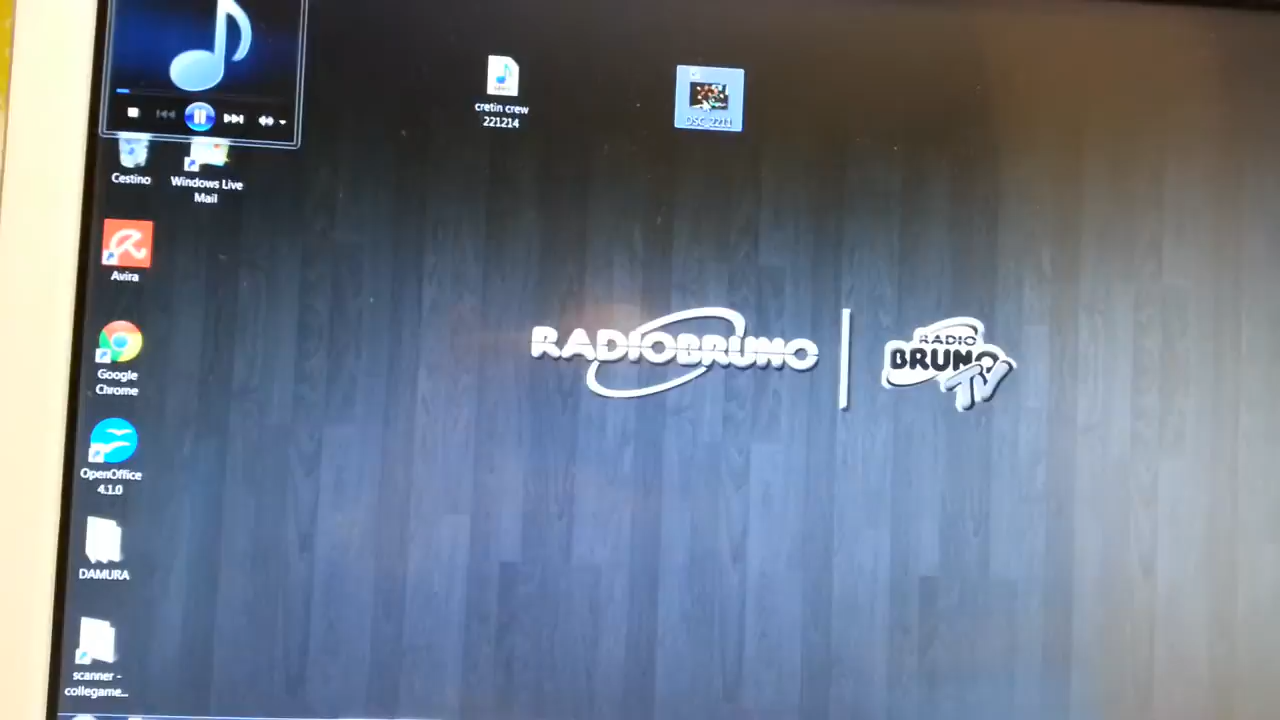 cretin crew
221214
DSC_2211
Cestino
Windows Live
Mail
Avira
Google
Chrome
RADIOBRUNO
RADIO
BRUNO
TV
OpenOffice
4.1.0
DAMURA
scanner -
collegame...